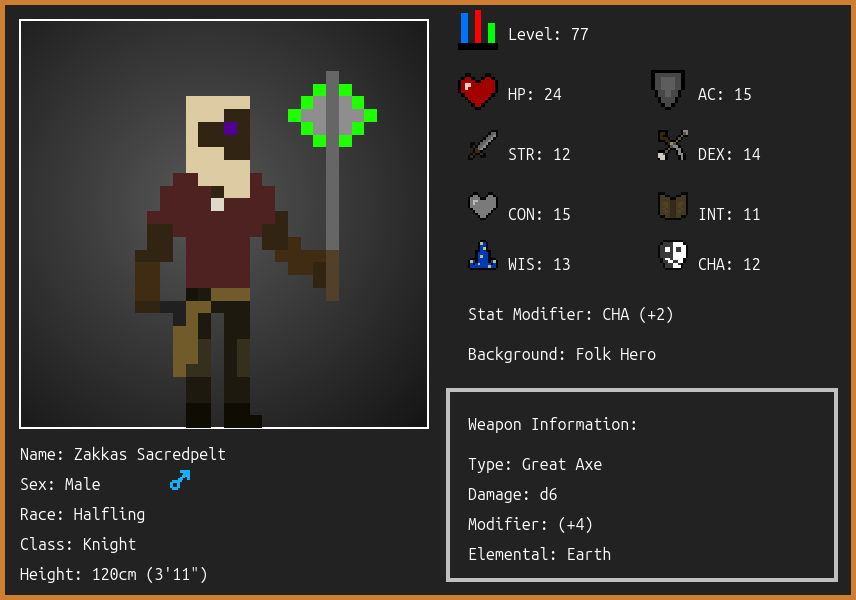 Level: 77
HP: 24
AC: 15
STR: 12
DEX: 14
CON: 15
INT: 11
WIS: 13
CHA: 12
Stat Modifier: CHA (+2)
Background: Folk Hero
Weapon Information:
Type: Great Axe
Damage: d6
Modifier: (+4)
Elemental: Earth
Name: Zakkas Sacredpelt
Sex: Male
Race: Halfling
Class: Knight
Height: 120cm (3'11")